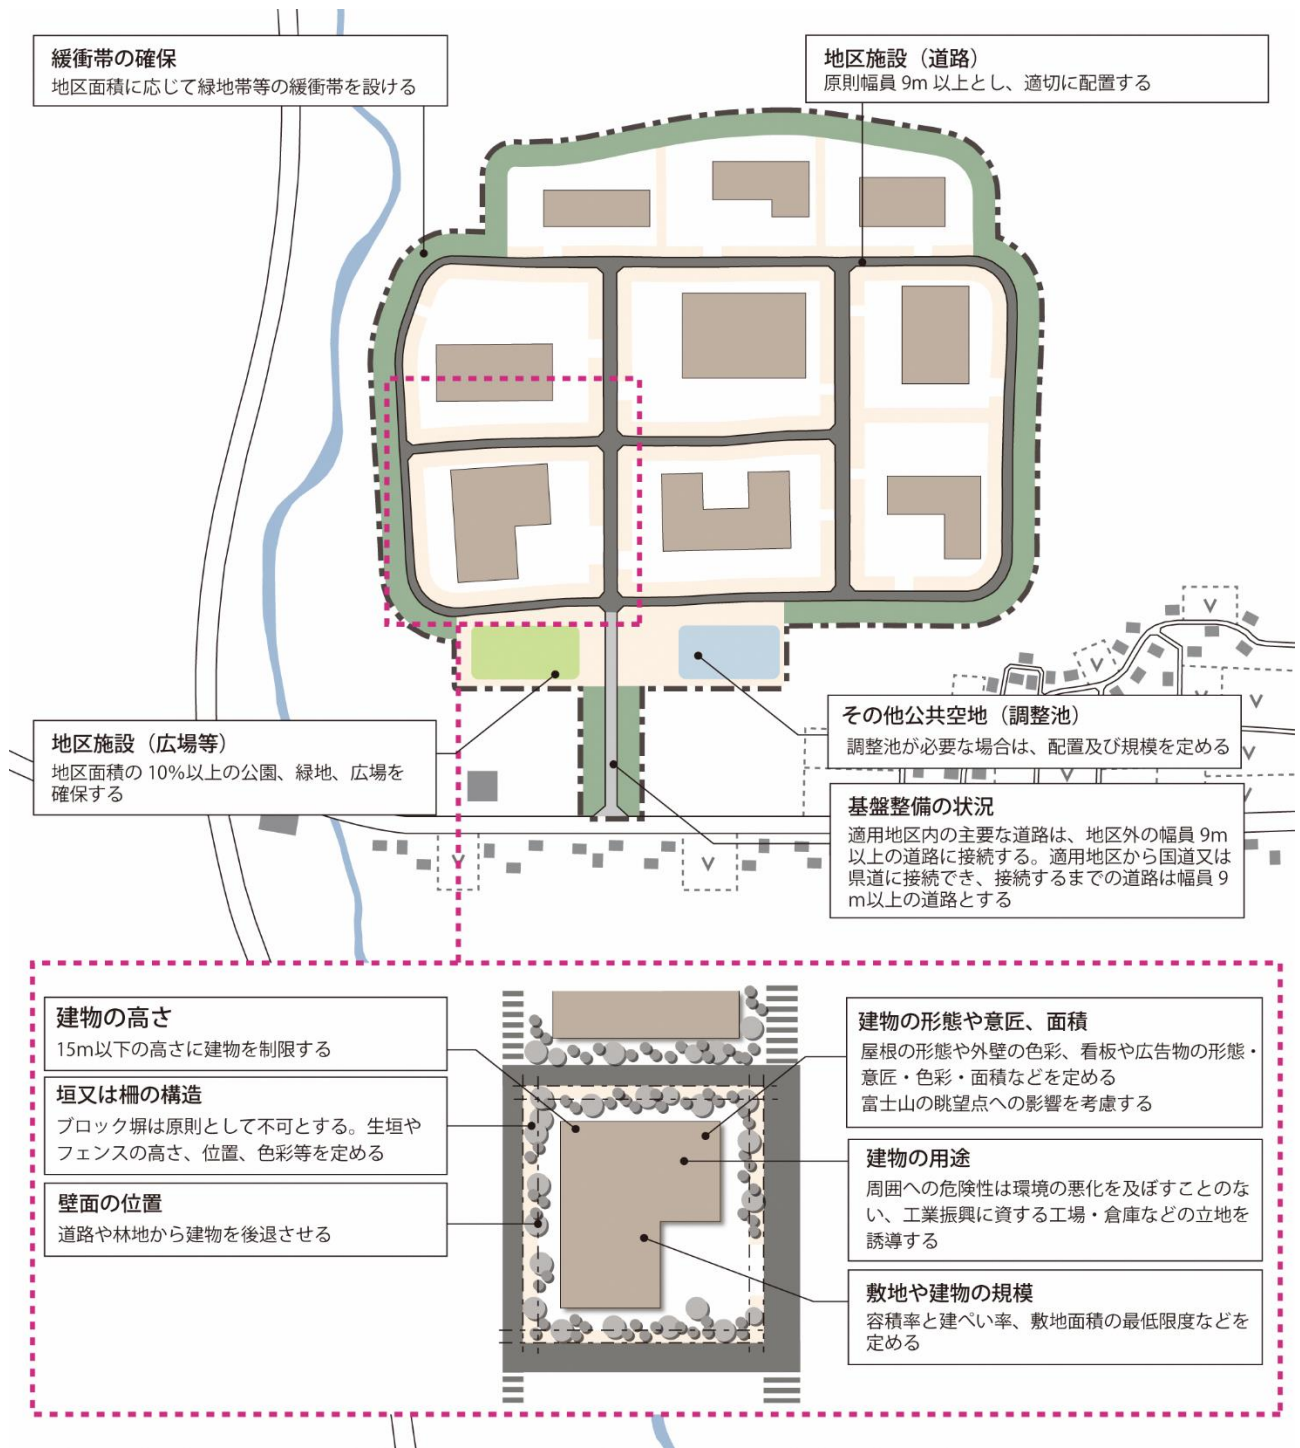 緩衝帯の確保
地区面積に応じて緑地帯等の緩衝帯を設ける
地区施設（道路）
原則幅員 9m 以上とし、適切に配置する
地区施設（広場等）
地区面積の 10%以上の公園、緑地、広場を
確保する
その他公共空地（調整池）
調整池が必要な場合は、配置及び規模を定める
基盤整備の状況
適用地区内の主要な道路は、地区外の幅員 9m
以上の道路に接続する。適用地区から国道又は
県道に接続でき、接続するまでの道路は幅員 9
m以上の道路とする
建物の高さ
15m以下の高さに建物を制限する
垣又は柵の構造
ブロック塀は原則として不可とする。生垣や
フェンスの高さ、位置、色彩等を定める
壁面の位置
道路や林地から建物を後退させる
建物の形態や意匠、面積
屋根の形態や外壁の色彩、看板や広告物の形態・
意匠・色彩・面積などを定める
富士山の眺望点への影響を考慮する
建物の用途
周囲への危険性は環境の悪化を及ぼすことのな
い、工業振興に資する工場・倉庫などの立地を
誘導する
敷地や建物の規模
容積率と建ぺい率、敷地面積の最低限度などを
定める